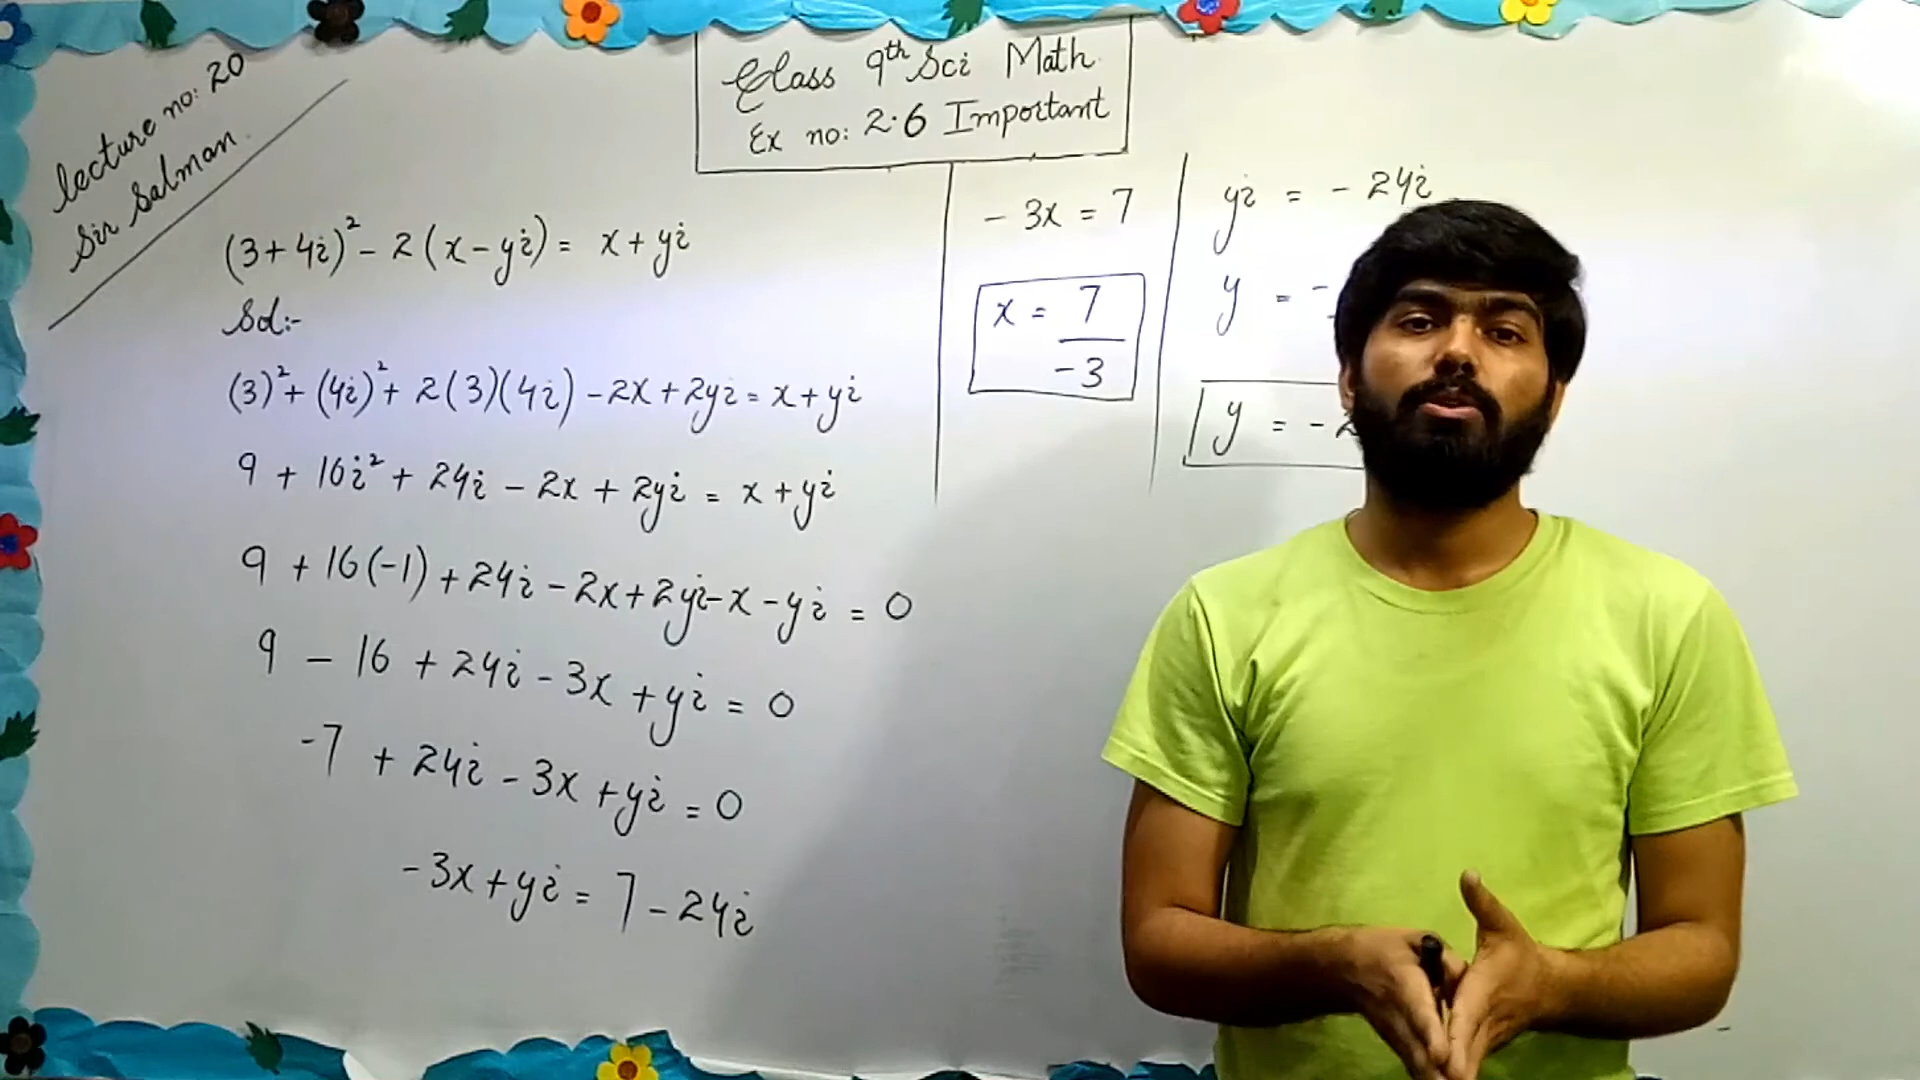 lecture no: 20
Sir Salman.
Class 9th Sci Math
Ex no: 2.6 Important
(3+4i)² - 2(x-yi) = x+yi
Sol:-
(3)² + (4i)² + 2(3)(4i) - 2x + 2yi = x+yi
9 + 16i² + 24i - 2x + 2yi = x+yi
9 + 16(-1) + 24i - 2x + 2yi - x - yi = 0
9 - 16 + 24i - 3x + yi = 0
-7 + 24i - 3x + yi = 0
-3x + yi = 7 - 24i
- 3x = 7
x = 7
-3
yi = - 24i
y = -
y = - 2